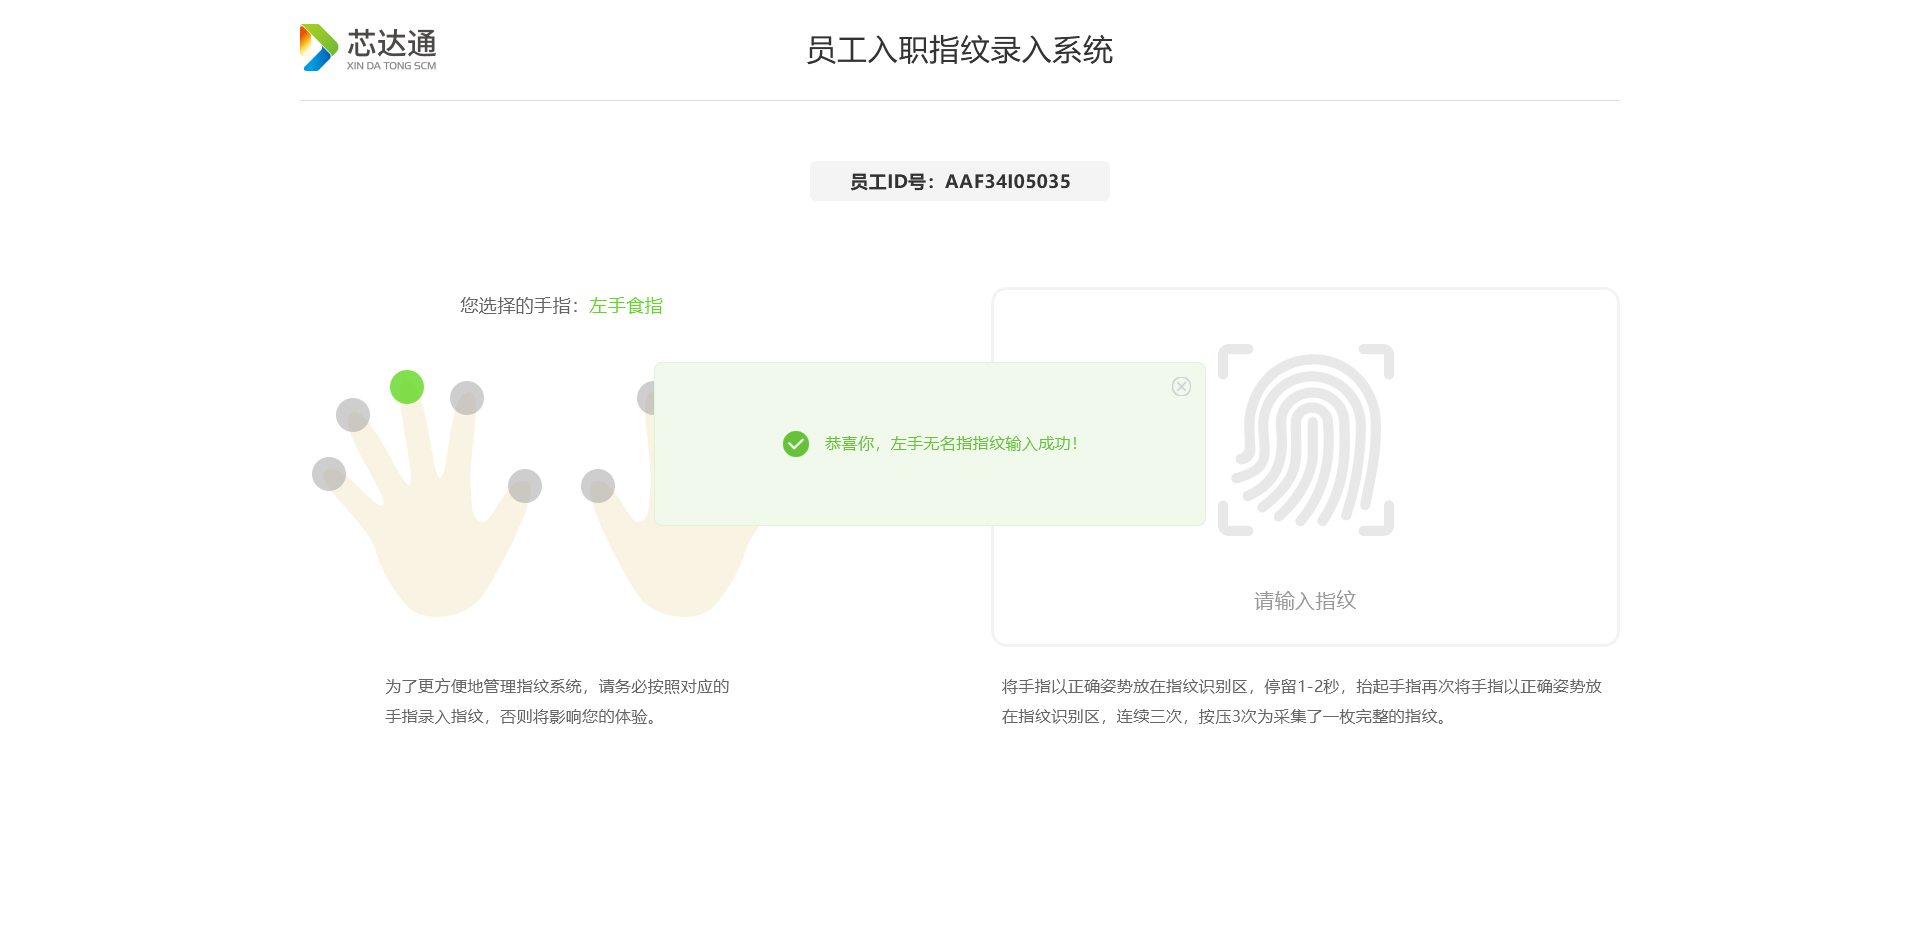 芯达通
XIN DA TONG SCM
员工入职指纹录入系统
员工ID号：AAF34I05035
您选择的手指：左手食指
恭喜你，左手无名指指纹输入成功！
请输入指纹
为了更方便地管理指纹系统，请务必按照对应的
手指录入指纹，否则将影响您的体验。
将手指以正确姿势放在指纹识别区，停留1-2秒，抬起手指再次将手指以正确姿势放
在指纹识别区，连续三次，按压3次为采集了一枚完整的指纹。